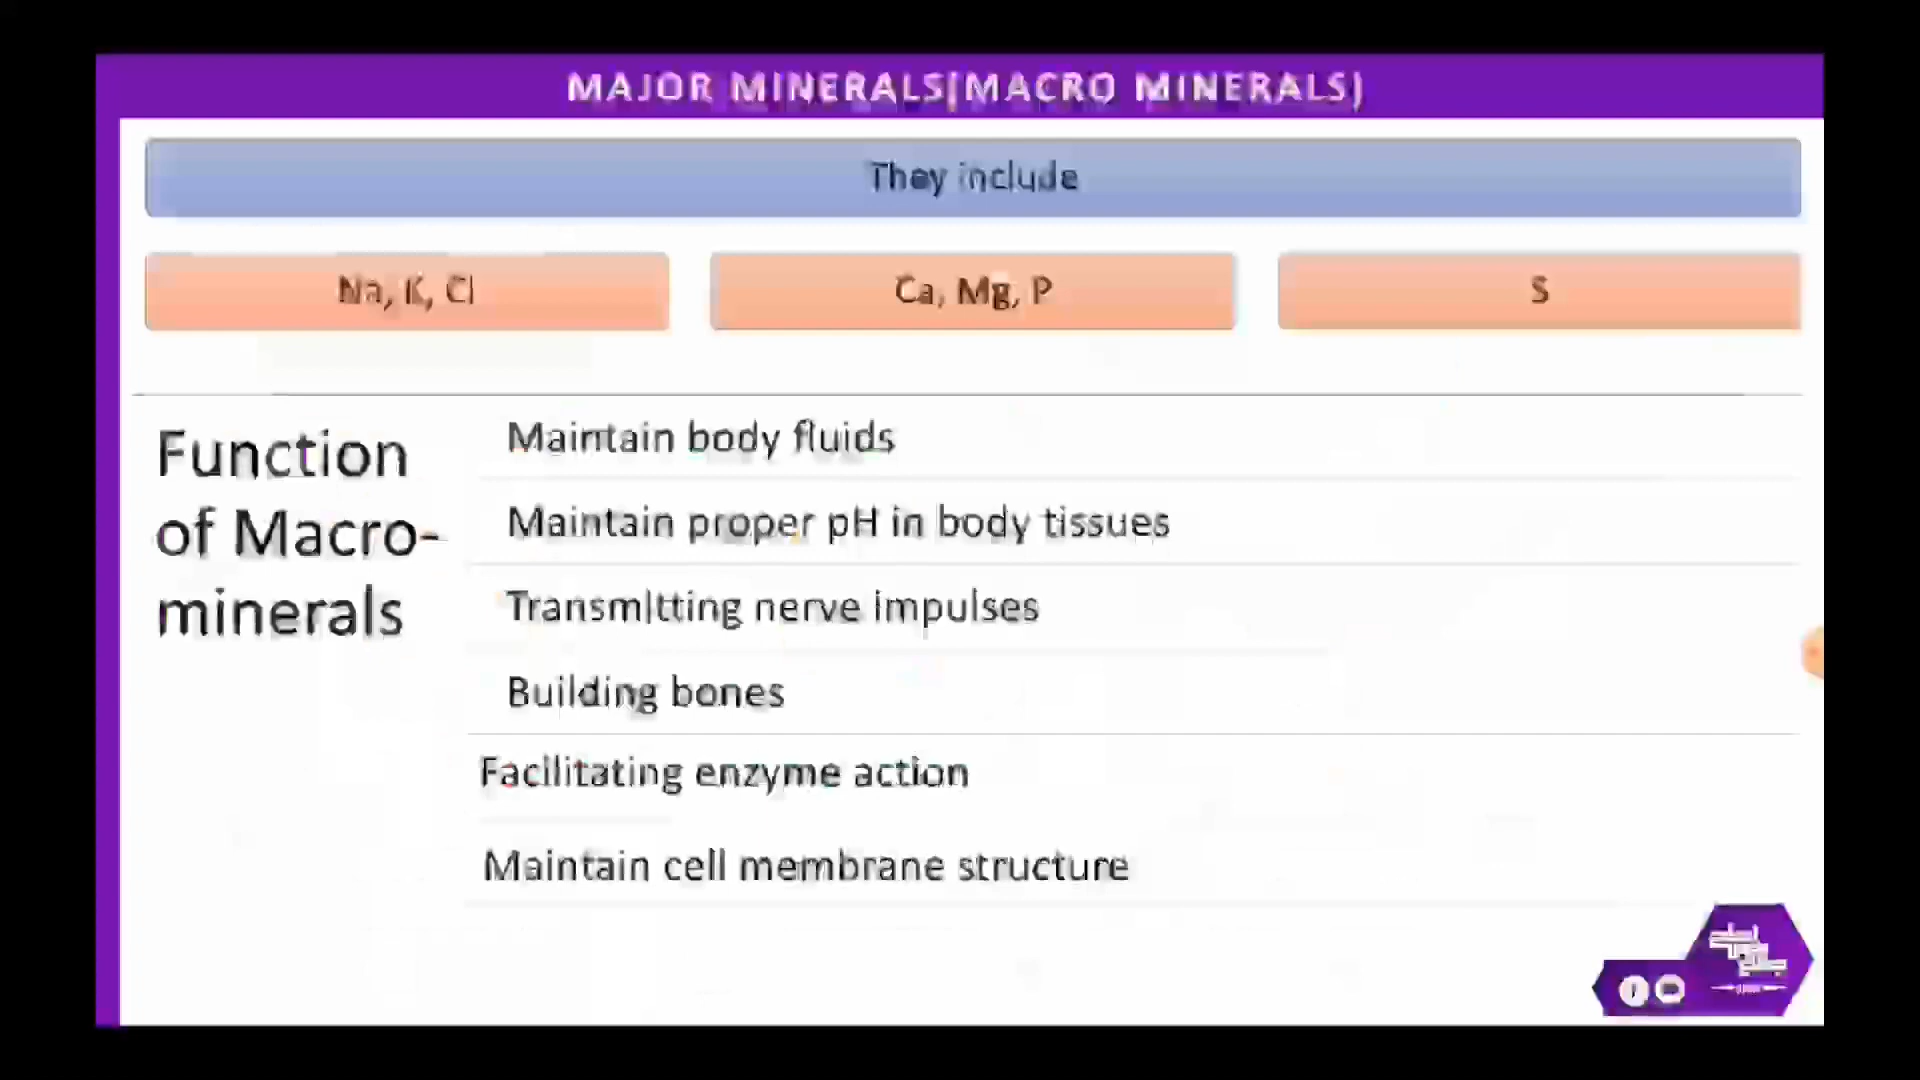 MAJOR MINERALS(MACRO MINERALS)
They include
Na, K, Cl
Ca, Mg, P
S
Function
of Macro-
minerals
Maintain body fluids
Maintain proper pH in body tissues
Transmitting nerve impulses
Building bones
Facilitating enzyme action
Maintain cell membrane structure